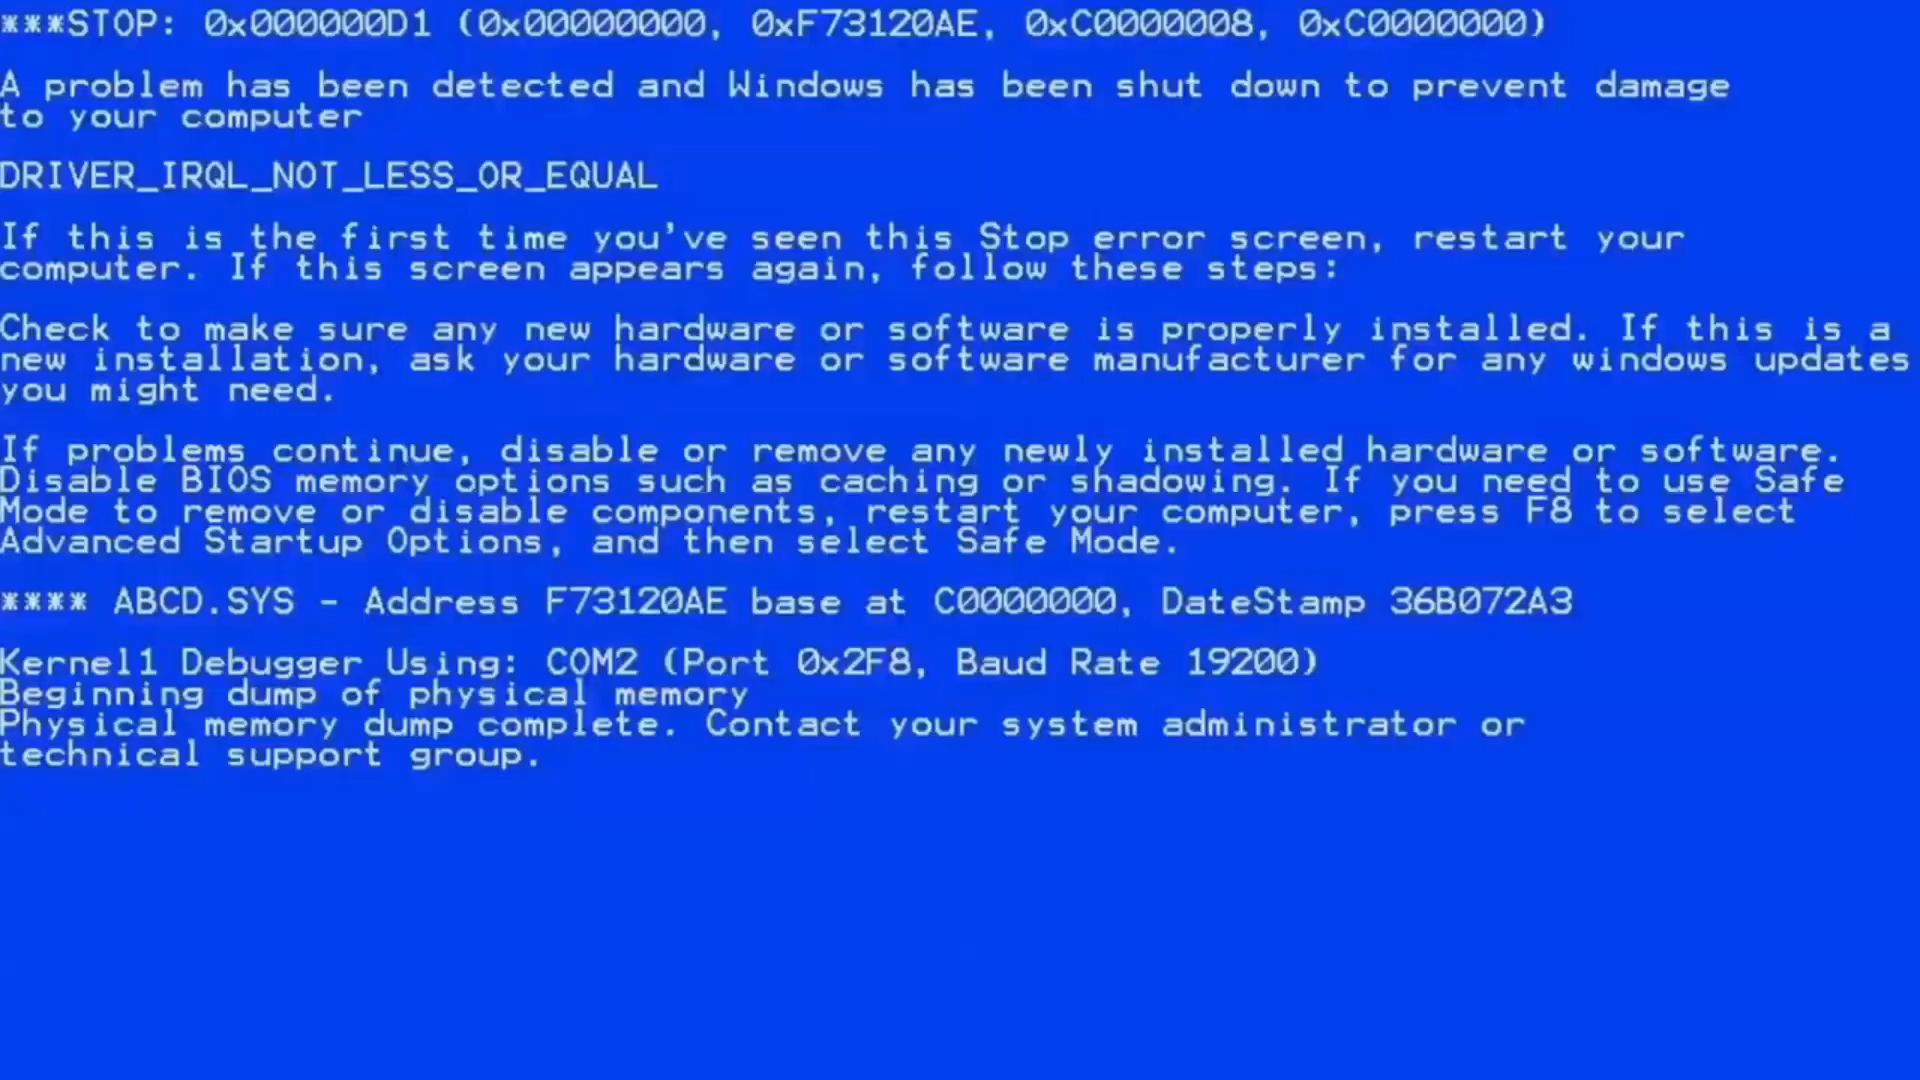 ***STOP: 0x000000D1 (0x00000000, 0xF73120AE, 0xC0000008, 0xC0000000)
A problem has been detected and Windows has been shut down to prevent damage
to your computer
DRIVER_IRQL_NOT_LESS_OR_EQUAL
If this is the first time you've seen this Stop error screen, restart your
computer. If this screen appears again, follow these steps:
Check to make sure any new hardware or software is properly installed. If this is a
new installation, ask your hardware or software manufacturer for any windows updates
you might need.
If problems continue, disable or remove any newly installed hardware or software.
Disable BIOS memory options such as caching or shadowing. If you need to use Safe
Mode to remove or disable components, restart your computer, press F8 to select
Advanced Startup Options, and then select Safe Mode.
**** ABCD.SYS - Address F73120AE base at C0000000, DateStamp 36B072A3
Kernel1 Debugger Using: COM2 (Port 0x2F8, Baud Rate 19200)
Beginning dump of physical memory
Physical memory dump complete. Contact your system administrator or
technical support group.